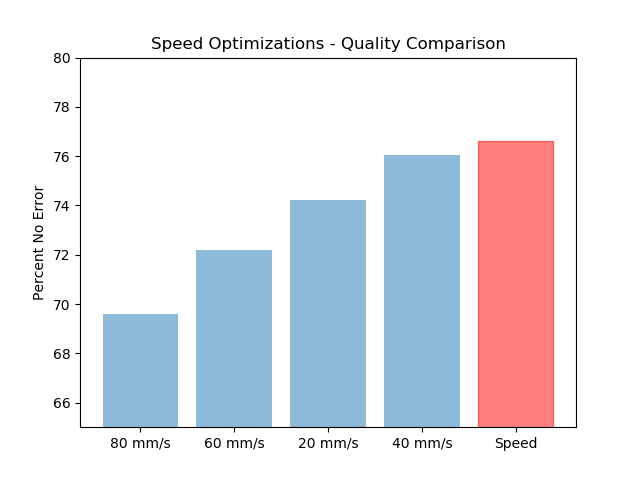 Speed Optimizations - Quality Comparison
80
78
76
74
72
70
68
66
Percent No Error
80 mm/s
60 mm/s
20 mm/s
40 mm/s
Speed